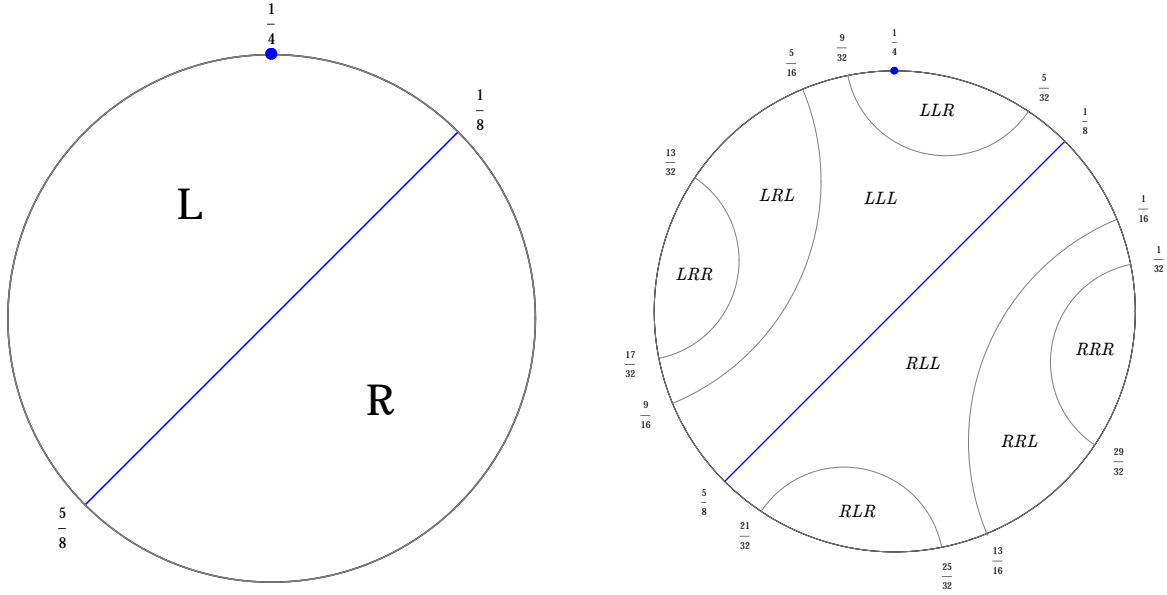 1/4
1/8
L
R
5/8
1/4
9/32
5/16
5/32
1/8
LLR
13/32
LRL
LLL
1/16
1/32
LRR
RRR
17/32
RLL
9/16
RRL
29/32
5/8
21/32
RLR
13/16
25/32